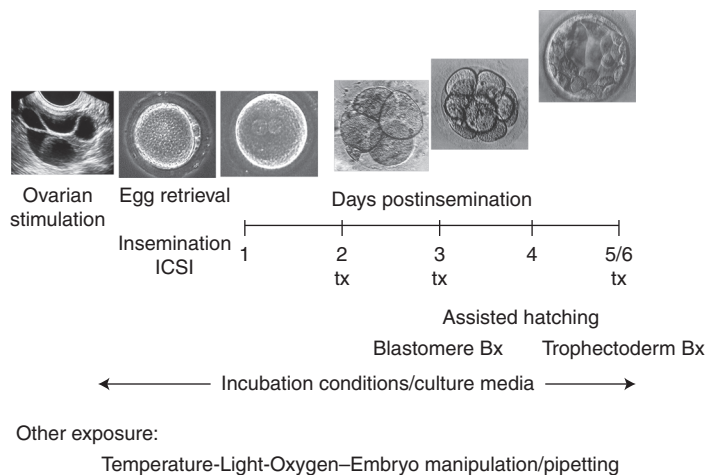 Ovarian
stimulation
Egg retrieval
Insemination
ICSI
Days postinsemination
1
2
3
4
5/6
tx
tx
tx
Assisted hatching
Blastomere Bx
Trophectoderm Bx
Incubation conditions/culture media
Other exposure:
Temperature-Light-Oxygen–Embryo manipulation/pipetting